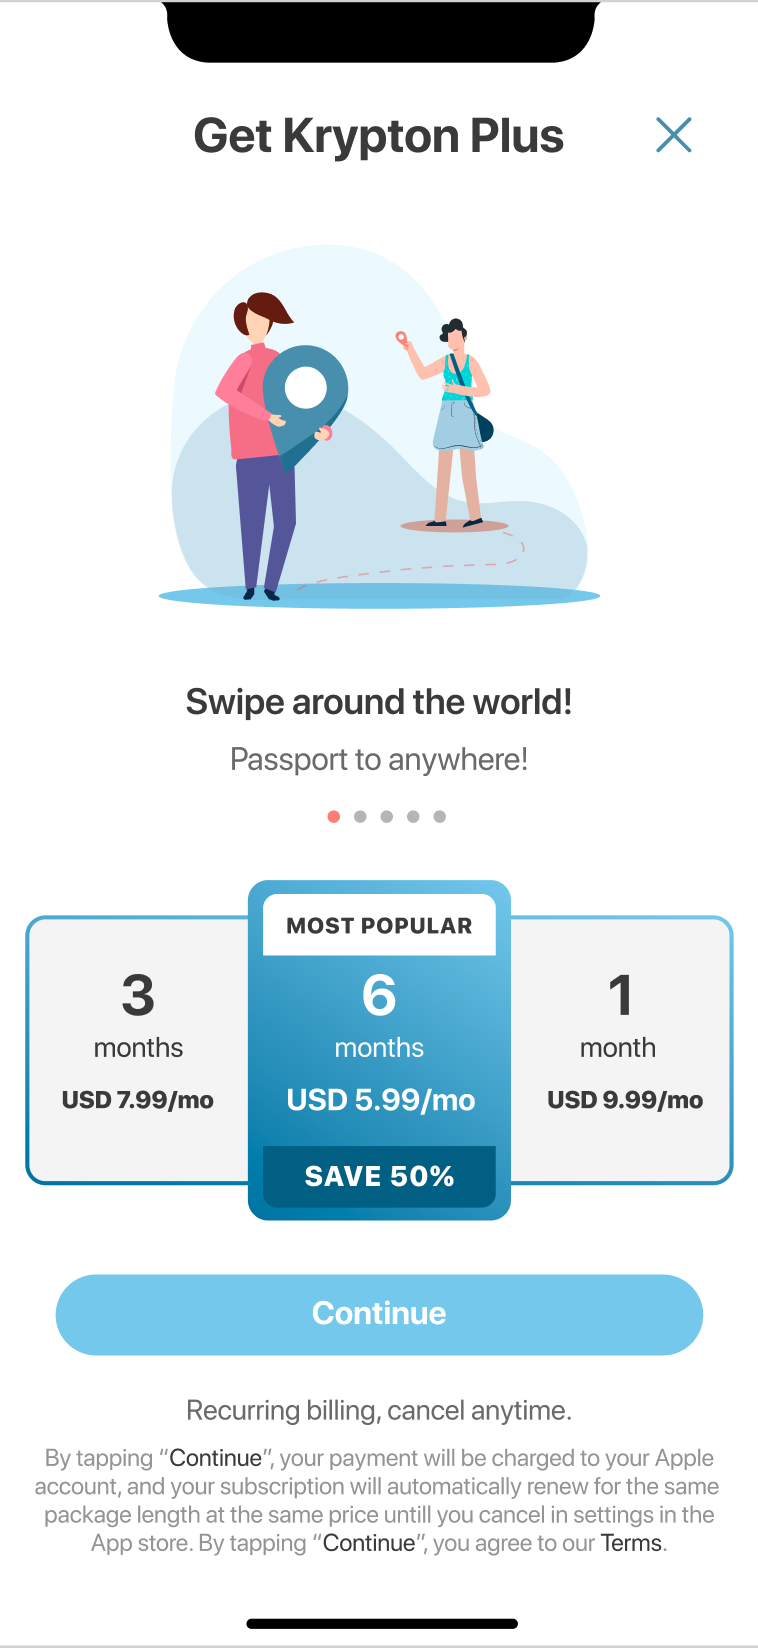 Get Krypton Plus
Swipe around the world!
Passport to anywhere!
MOST POPULAR
3
months
USD 7.99/mo
6
months
USD 5.99/mo
SAVE 50%
1
month
USD 9.99/mo
Continue
Recurring billing, cancel anytime.
By tapping “Continue”, your payment will be charged to your Apple
account, and your subscription will automatically renew for the same
package length at the same price untill you cancel in settings in the
App store. By tapping “Continue”, you agree to our Terms.